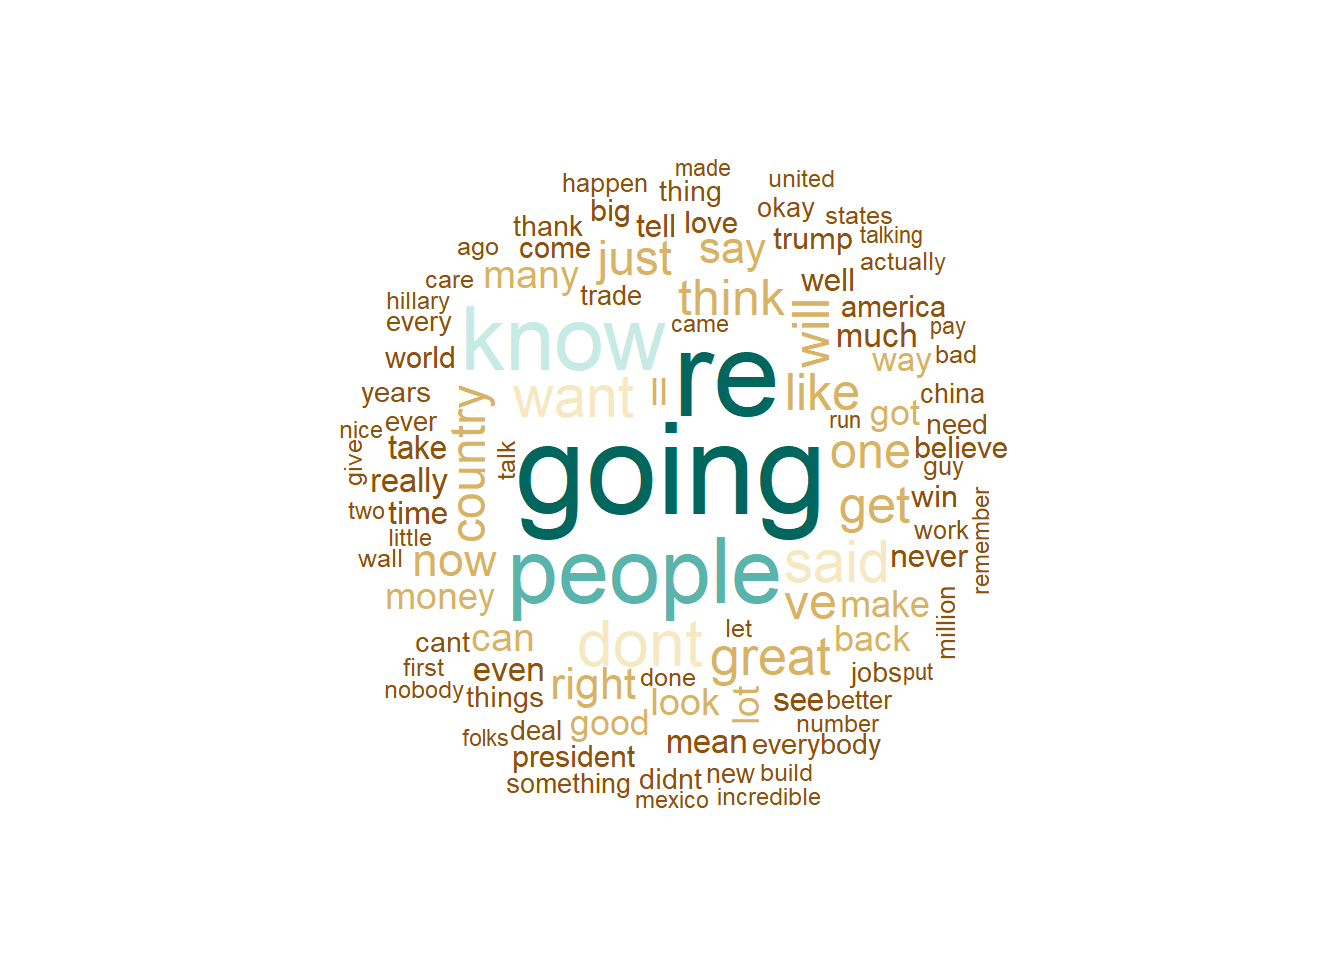 made
happen
thing
united
big
okay
thank
tell
love
states
ago
come
just
say
trump
talking
care
many
actually
hillary
trade
think
well
every
know
came
will
america
world
re
much
pay
years
want
ll
like
way
bad
nice
ever
country
run
got
china
give
take
talk
going
one
need
really
believe
two
time
guy
little
get
win
wall
now
people
said
work
remember
money
never
ve
make
cant
can
dont
let
great
back
million
first
even
right
done
jobs
put
nobody
things
look
lot
see
better
folks
deal
good
number
president
mean
everybody
something
didnt
new
build
mexico
incredible